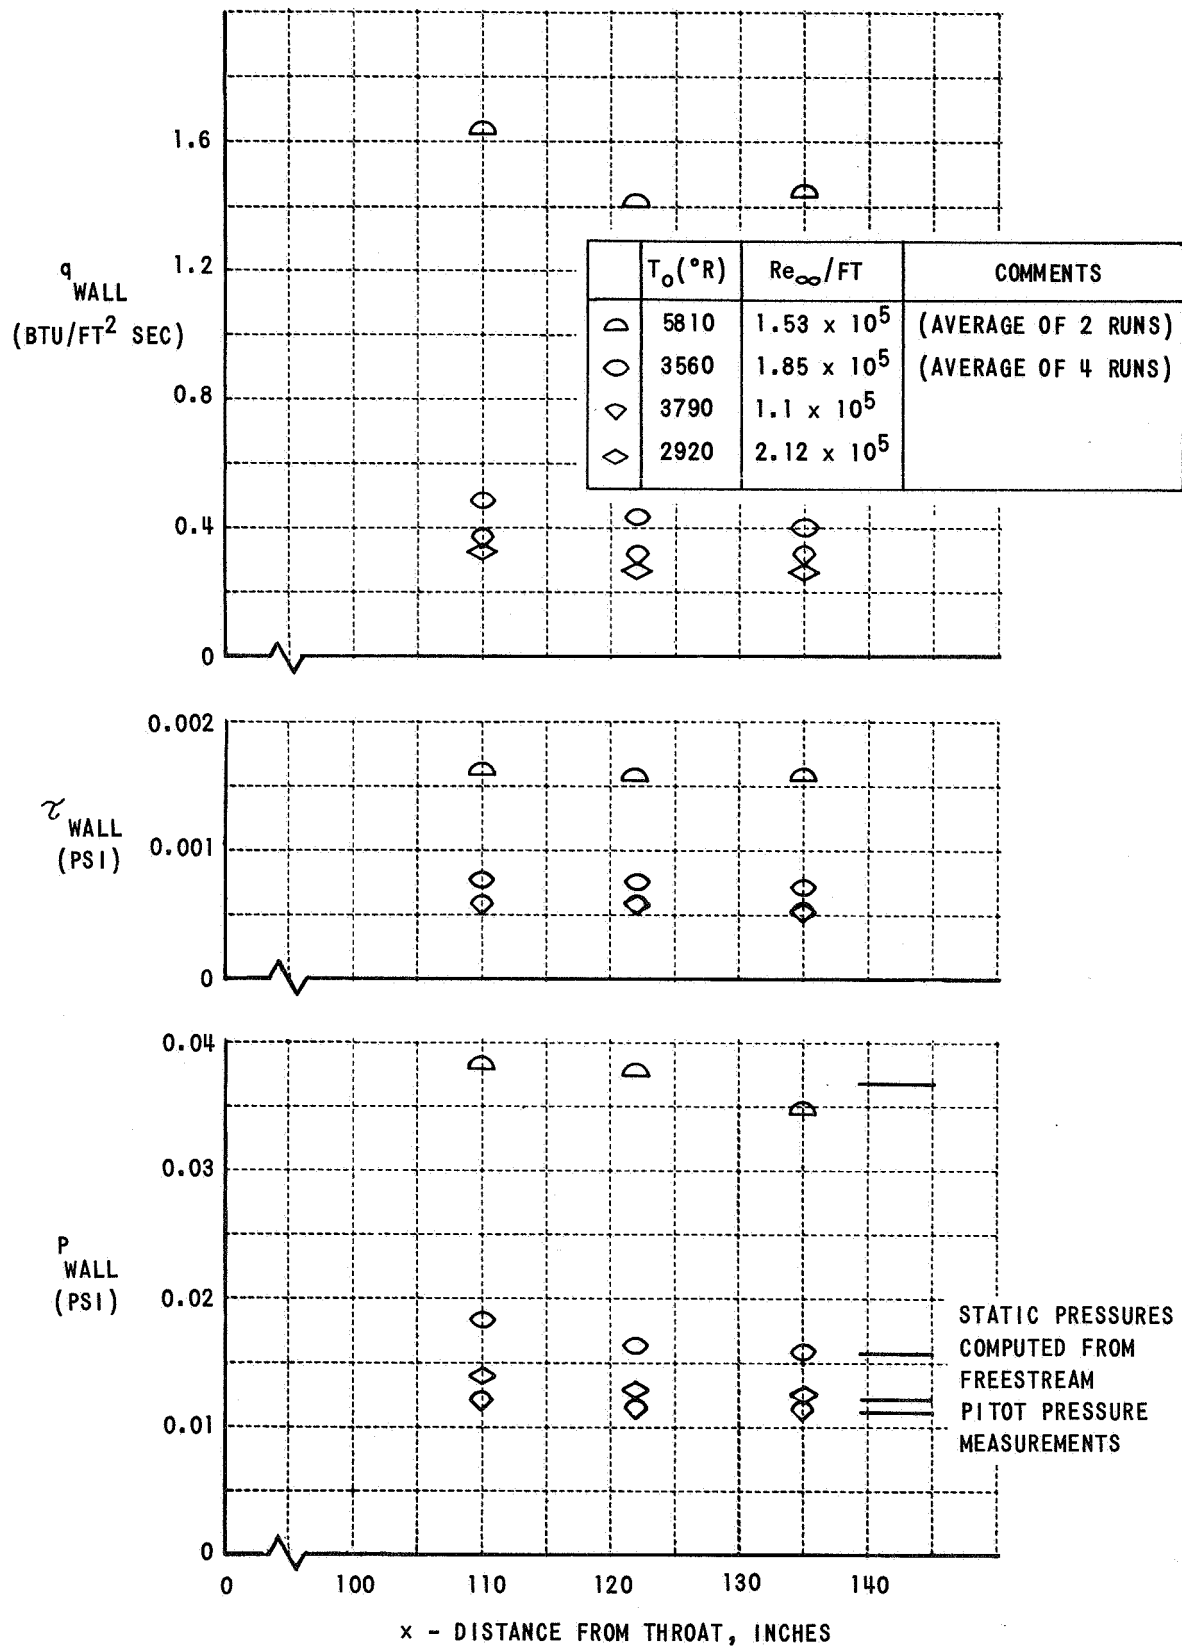 1.6
1.2
0.8
0.4
0
q WALL
(BTU/FT² SEC)
T₀(°R) Re∞/FT COMMENTS
5810 1.53 x 10⁵ (AVERAGE OF 2 RUNS)
3560 1.85 x 10⁵ (AVERAGE OF 4 RUNS)
3790 1.1 x 10⁵
2920 2.12 x 10⁵
0.002
0.001
0
τ WALL
(PSI)
0.04
0.03
0.02
0.01
0
P WALL
(PSI)
STATIC PRESSURES
COMPUTED FROM
FREESTREAM
PITOT PRESSURE
MEASUREMENTS
0 100 110 120 130 140
x - DISTANCE FROM THROAT, INCHES